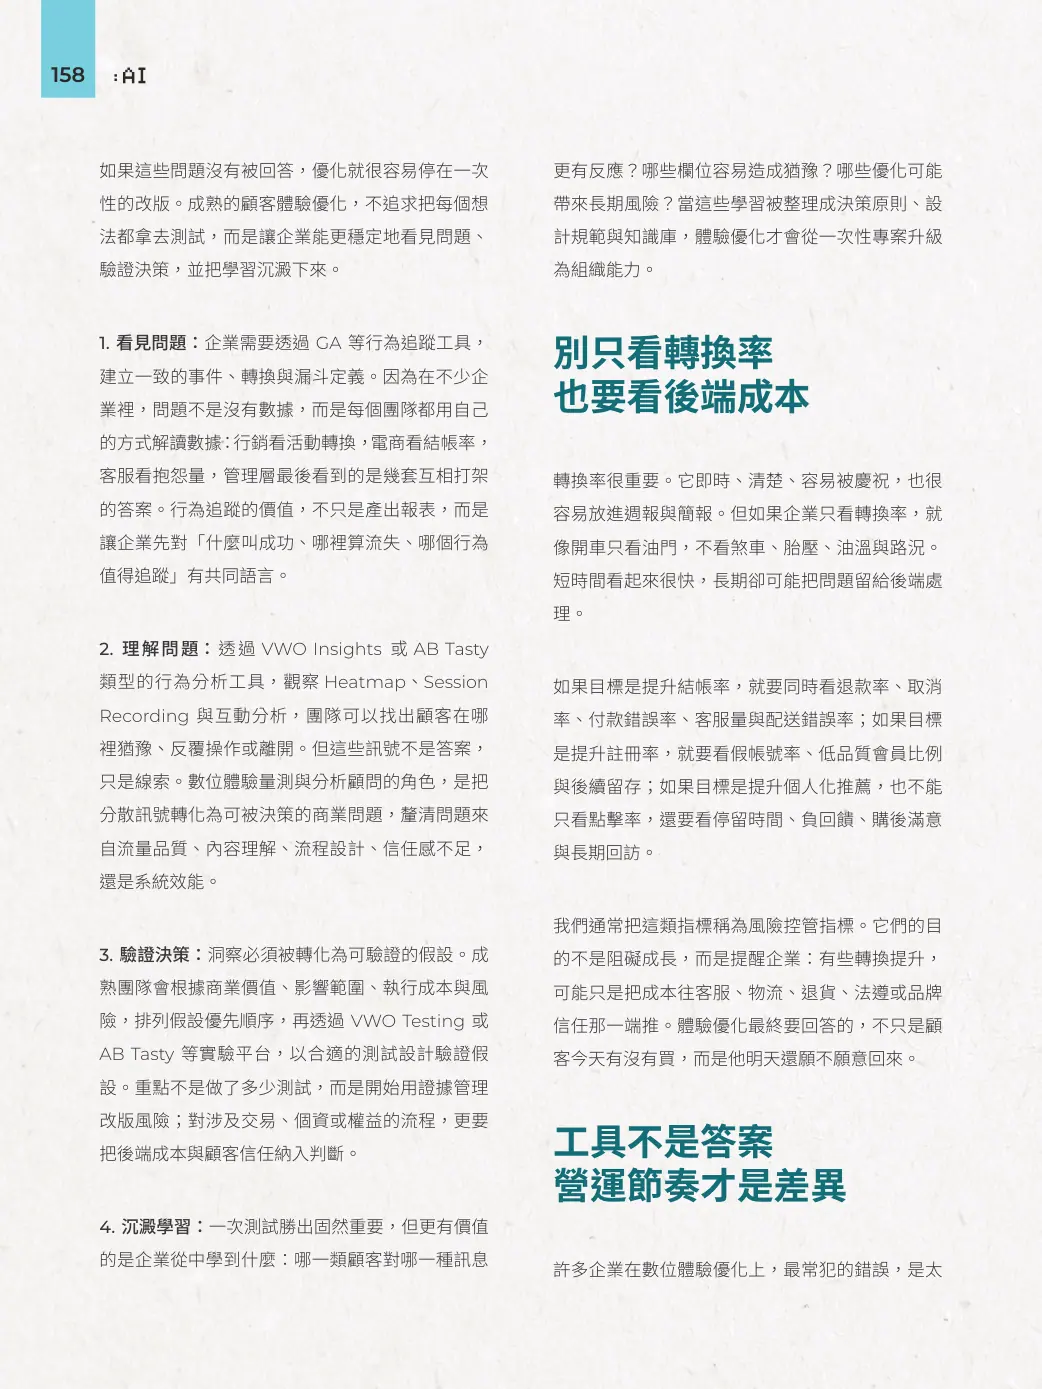 158
:AI
如果這些問題沒有被回答，優化就很容易停在一次
性的改版。成熟的顧客體驗優化，不追求把每個想
法都拿去測試，而是讓企業能更穩定地看見問題、
驗證決策，並把學習沉澱下來。
1. 看見問題：企業需要透過 GA 等行為追蹤工具，
建立一致的事件、轉換與漏斗定義。因為在不少企
業裡，問題不是沒有數據，而是每個團隊都用自己
的方式解讀數據：行銷看活動轉換，電商看結帳率，
客服看抱怨量，管理層最後看到的是幾套互相打架
的答案。行為追蹤的價值，不只是產出報表，而是
讓企業先對「什麼叫成功、哪裡算流失、哪個行為
值得追蹤」有共同語言。
2. 理解問題：透過 VWO Insights 或 AB Tasty
類型的行為分析工具，觀察 Heatmap、Session
Recording 與互動分析，團隊可以找出顧客在哪
裡猶豫、反覆操作或離開。但這些訊號不是答案，
只是線索。數位體驗量測與分析顧問的角色，是把
分散訊號轉化為可被決策的商業問題，釐清問題來
自流量品質、內容理解、流程設計、信任感不足，
還是系統效能。
3. 驗證決策：洞察必須被轉化為可驗證的假設。成
熟團隊會根據商業價值、影響範圍、執行成本與風
險，排列假設優先順序，再透過 VWO Testing 或
AB Tasty 等實驗平台，以合適的測試設計驗證假
設。重點不是做了多少測試，而是開始用證據管理
改版風險；對涉及交易、個資或權益的流程，更要
把後端成本與顧客信任納入判斷。
4. 沉澱學習：一次測試勝出固然重要，但更有價值
的是企業從中學到什麼：哪一類顧客對哪一種訊息
更有反應？哪些欄位容易造成猶豫？哪些優化可能
帶來長期風險？當這些學習被整理成決策原則、設
計規範與知識庫，體驗優化才會從一次性專案升級
為組織能力。
別只看轉換率
也要看後端成本
轉換率很重要。它即時、清楚、容易被慶祝，也很
容易放進週報與簡報。但如果企業只看轉換率，就
像開車只看油門，不看煞車、胎壓、油溫與路況。
短時間看起來很快，長期卻可能把問題留給後端處
理。
如果目標是提升結帳率，就要同時看退款率、取消
率、付款錯誤率、客服量與配送錯誤率；如果目標
是提升註冊率，就要看假帳號率、低品質會員比例
與後續留存；如果目標是提升個人化推薦，也不能
只看點擊率，還要看停留時間、負回饋、購後滿意
與長期回訪。
我們通常把這類指標稱為風險控管指標。它們的目
的不是阻礙成長，而是提醒企業：有些轉換提升，
可能只是把成本往客服、物流、退貨、法遵或品牌
信任那一端推。體驗優化最終要回答的，不只是顧
客今天有沒有買，而是他明天還願不願意回來。
工具不是答案
營運節奏才是差異
許多企業在數位體驗優化上，最常犯的錯誤，是太